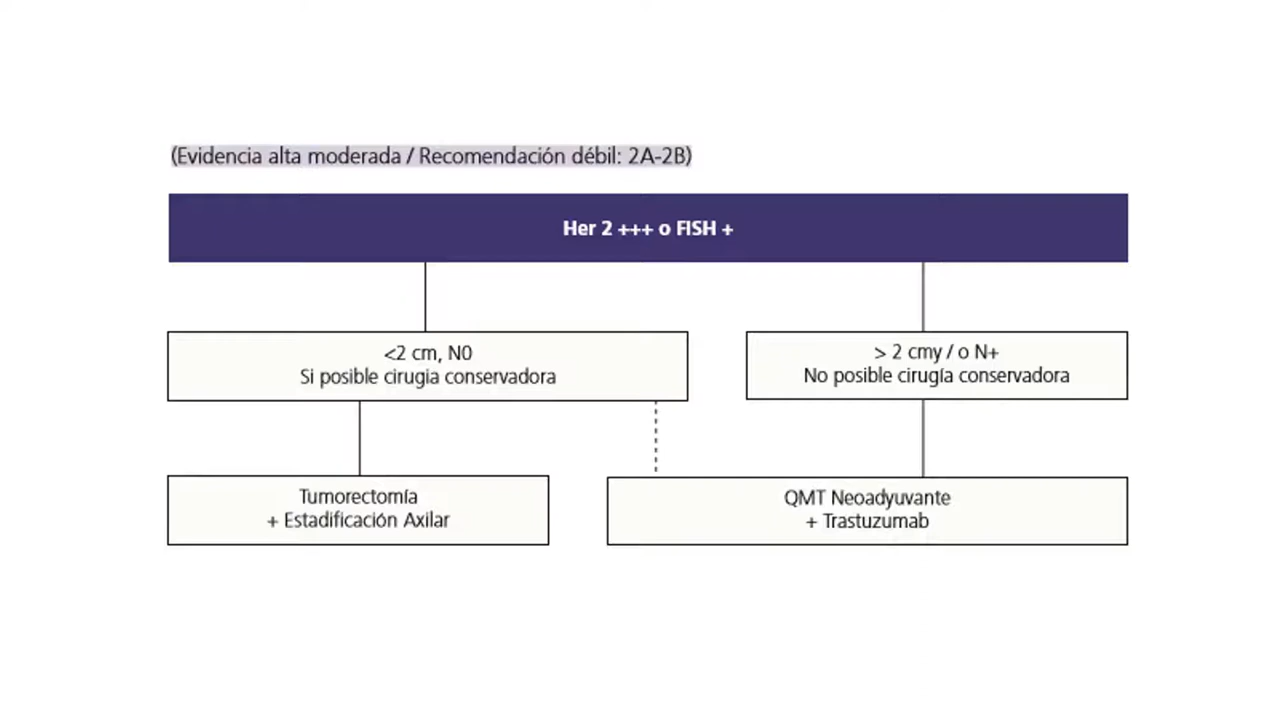 (Evidencia alta moderada / Recomendación débil: 2A-2B)
Her 2 +++ o FISH +
<2 cm, N0
Si posible cirugia conservadora
> 2 cmy / o N+
No posible cirugía conservadora
Tumorectomía
+ Estadificación Axilar
QMT Neoadyuvante
+ Trastuzumab